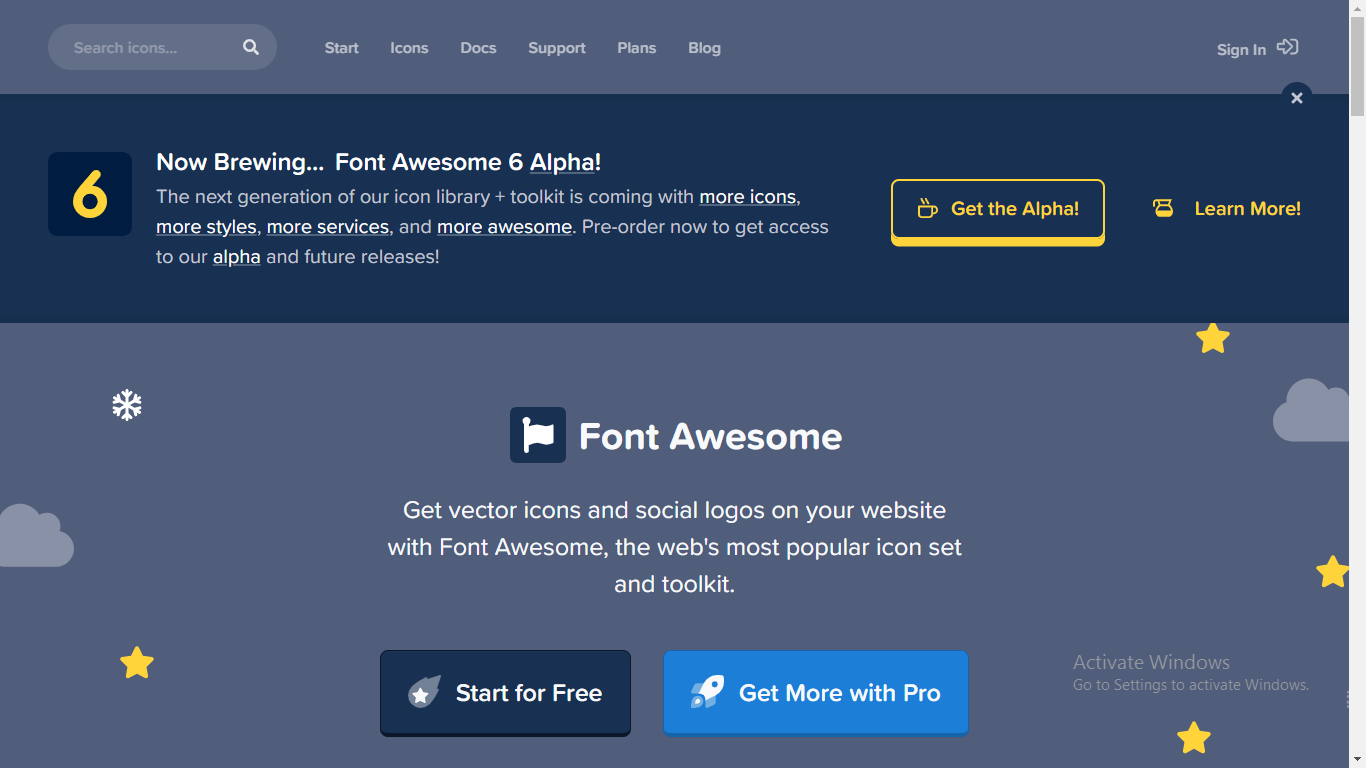 Search icons...
Start
Icons
Docs
Support
Plans
Blog
Sign In
6
Now Brewing... Font Awesome 6 Alpha!
The next generation of our icon library + toolkit is coming with more icons,
more styles, more services, and more awesome. Pre-order now to get access
to our alpha and future releases!
Get the Alpha!
Learn More!
Font Awesome
Get vector icons and social logos on your website
with Font Awesome, the web's most popular icon set
and toolkit.
Start for Free
Get More with Pro
Activate Windows
Go to Settings to activate Windows.